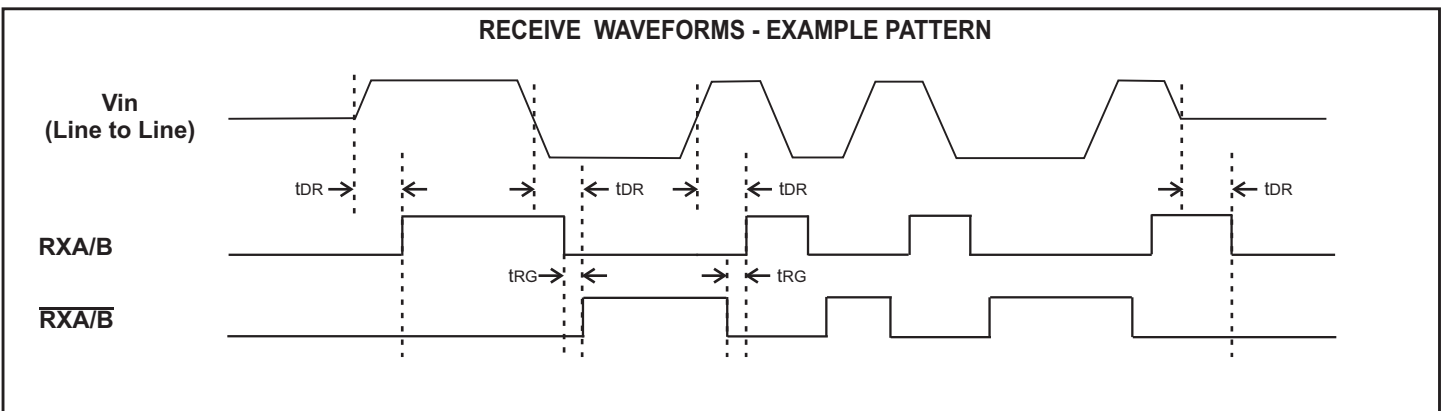 RECEIVE WAVEFORMS - EXAMPLE PATTERN
Vin
(Line to Line)
tDR
tDR
tDR
tDR
RXA/B
tRG
tRG
RXA/B